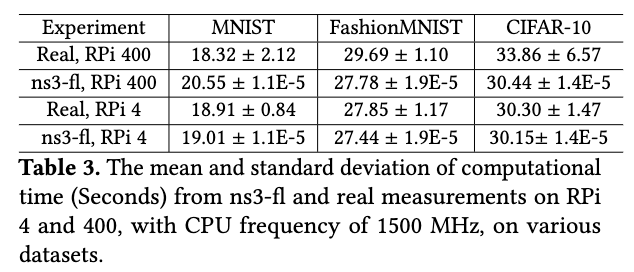 Experiment MNIST FashionMNIST CIFAR-10
Real, RPi 400 18.32 ± 2.12 29.69 ± 1.10 33.86 ± 6.57
ns3-fl, RPi 400 20.55 ± 1.1E-5 27.78 ± 1.9E-5 30.44 ± 1.4E-5
Real, RPi 4 18.91 ± 0.84 27.85 ± 1.17 30.30 ± 1.47
ns3-fl, RPi 4 19.01 ± 1.1E-5 27.44 ± 1.9E-5 30.15± 1.4E-5
Table 3. The mean and standard deviation of computational
time (Seconds) from ns3-fl and real measurements on RPi
4 and 400, with CPU frequency of 1500 MHz, on various
datasets.